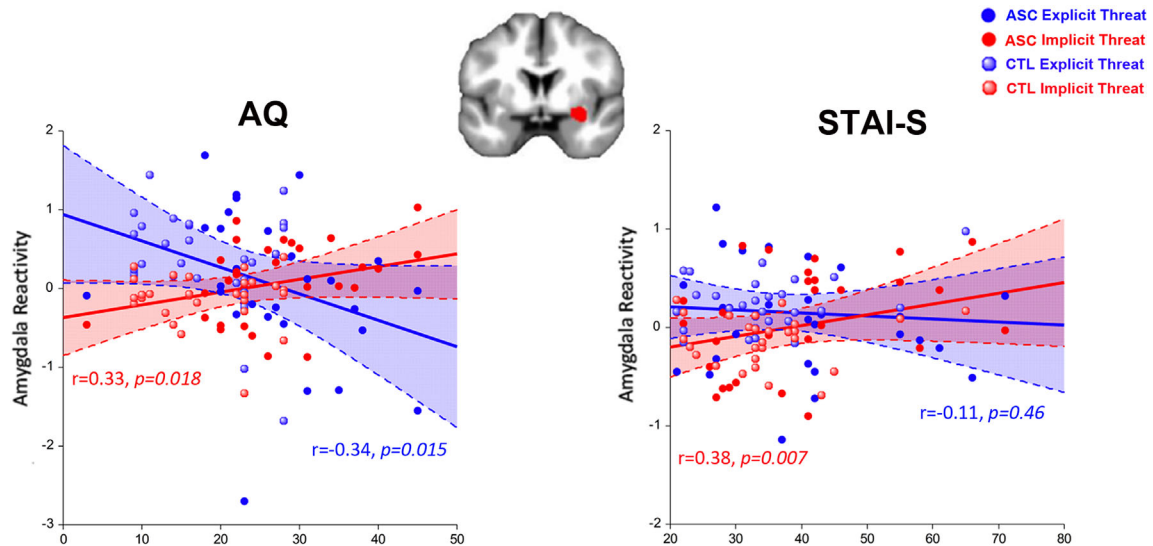 ASC Explicit Threat
ASC Implicit Threat
CTL Explicit Threat
CTL Implicit Threat
AQ
STAI-S
Amygdala Reactivity
2
1
0
-1
-2
-3
0
10
20
30
40
50
r=0.33, p=0.018
r=-0.34, p=0.015
Amygdala Reactivity
2
1
0
-1
-2
20
30
40
50
60
70
80
r=-0.11, p=0.46
r=0.38, p=0.007